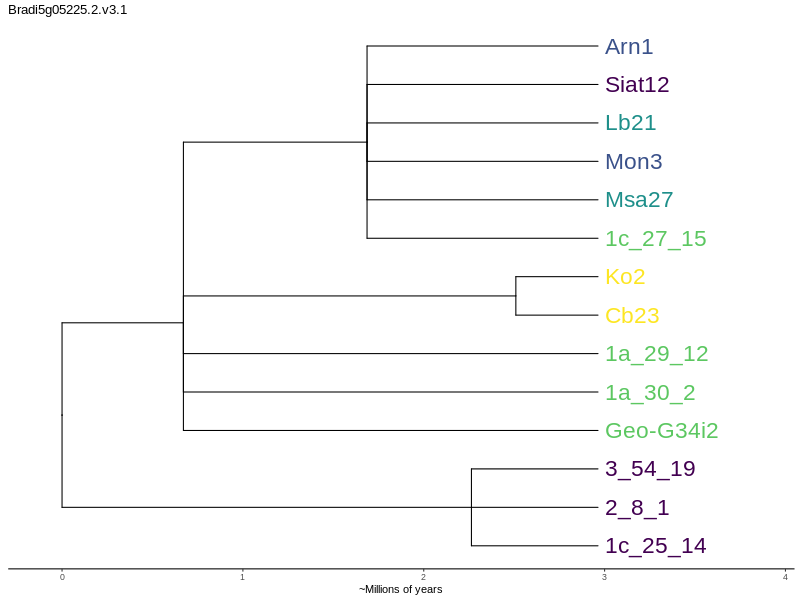 Bradi5g05225.2.v3.1
Arn1
Siat12
Lb21
Mon3
Msa27
1c_27_15
Ko2
Cb23
1a_29_12
1a_30_2
Geo-G34i2
3_54_19
2_8_1
1c_25_14
0 1 2 3 4
~Millions of years